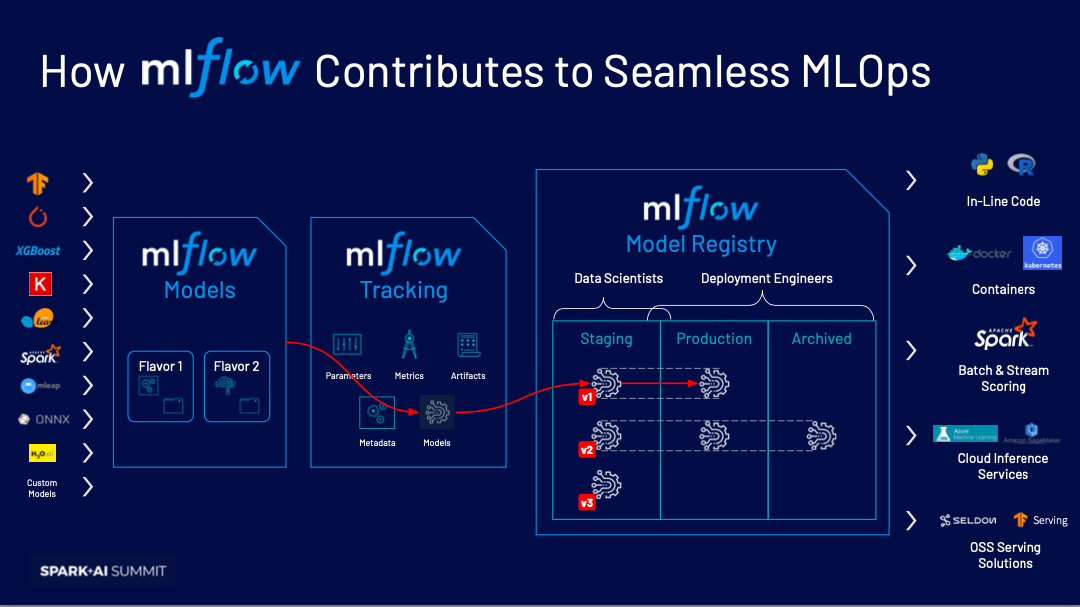 How mlflow Contributes to Seamless MLOps
XGBoost
K
learn
APACHE
Spark
mleap
ONNX
H2O.ai
Custom
Models
mlflow
Models
Flavor 1
Flavor 2
mlflow
Tracking
Parameters
Metrics
Artifacts
Metadata
Models
mlflow
Model Registry
Data Scientists
Deployment Engineers
Staging
Production
Archived
v1
v2
v3
R
In-Line Code
docker
kubernetes
Containers
APACHE
Spark
Batch & Stream
Scoring
Azure
Machine Learning
Amazon SageMaker
Cloud Inference
Services
SELDON
Serving
OSS Serving
Solutions
SPARK+AI SUMMIT